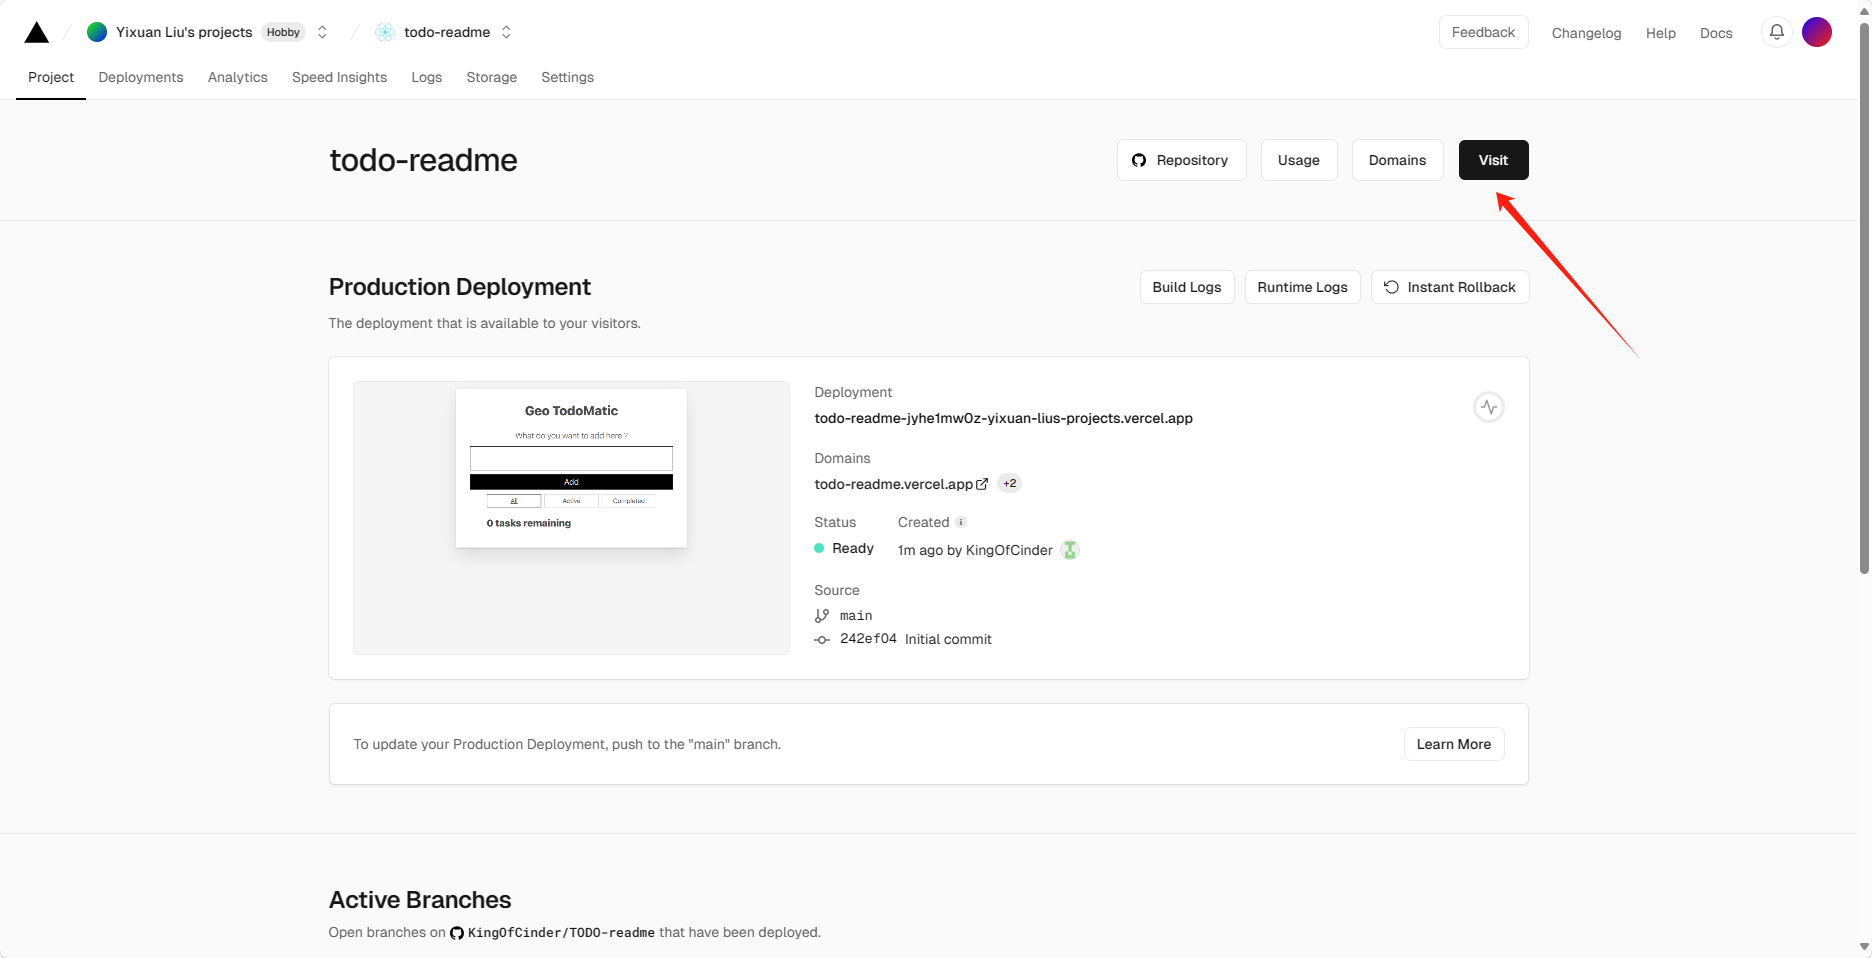 Yixuan Liu's projects Hobby todo-readme Feedback Changelog Help Docs
Project Deployments Analytics Speed Insights Logs Storage Settings
todo-readme Repository Usage Domains Visit
Production Deployment Build Logs Runtime Logs Instant Rollback
The deployment that is available to your visitors.
Geo TodoMatic
What do you want to add here ?
Add
All Active Completed
0 tasks remaining
Deployment
todo-readme-jyhe1mw0z-yixuan-lius-projects.vercel.app
Domains
todo-readme.vercel.app +2
Status Created
Ready 1m ago by KingOfCinder
Source
main
242ef04 Initial commit
To update your Production Deployment, push to the "main" branch. Learn More
Active Branches
Open branches on KingOfCinder/TODO-readme that have been deployed.